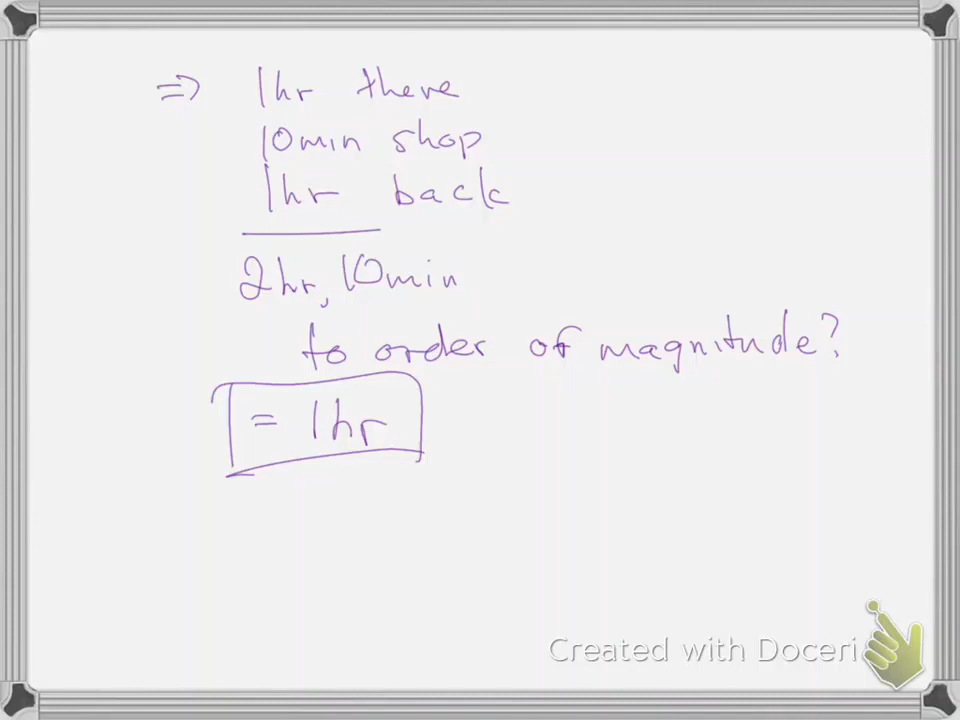 ⇒ 1hr there
10min shop
1hr back
2hr, 10min
to order of magnitude?
= 1hr
Created with Doceri